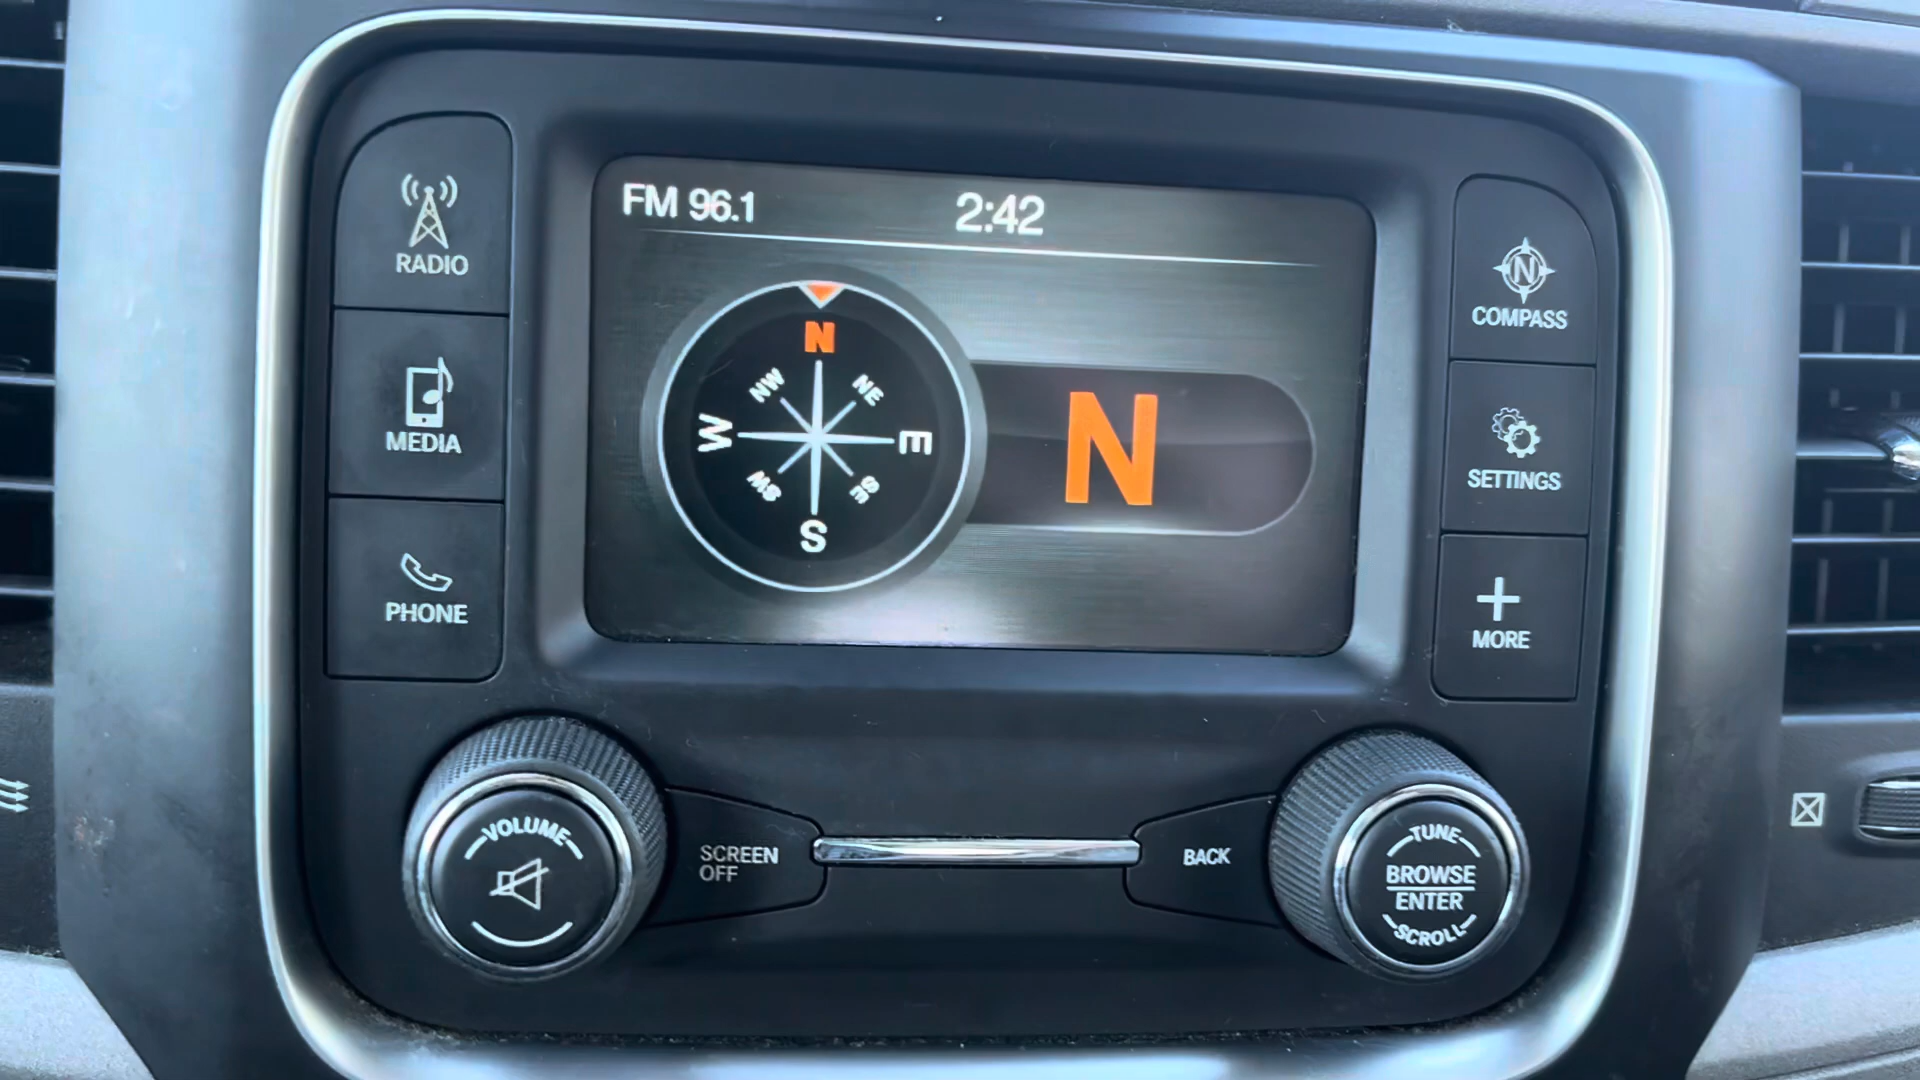 FM 96.1
2:42
RADIO
MEDIA
PHONE
N
NW
NE
W
E
SW
SE
S
N
N
COMPASS
SETTINGS
MORE
VOLUME
SCREEN
OFF
BACK
TUNE
BROWSE
ENTER
SCROLL